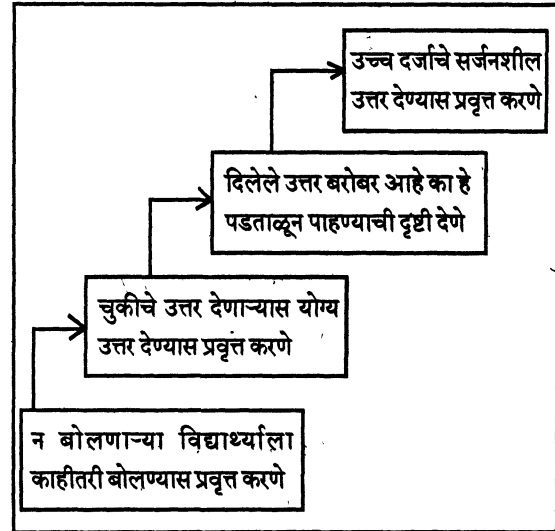 उच्च दर्जाचे सर्जनशील
उत्तर देण्यास प्रवृत्त करणे
दिलेले उत्तर बरोबर आहे का हे
पडताळून पाहण्याची दृष्टी देणे
चुकीचे उत्तर देणाऱ्यास योग्य
उत्तर देण्यास प्रवृत्त करणे
न बोलणाऱ्या विद्यार्थ्याला
काहीतरी बोलण्यास प्रवृत्त करणे